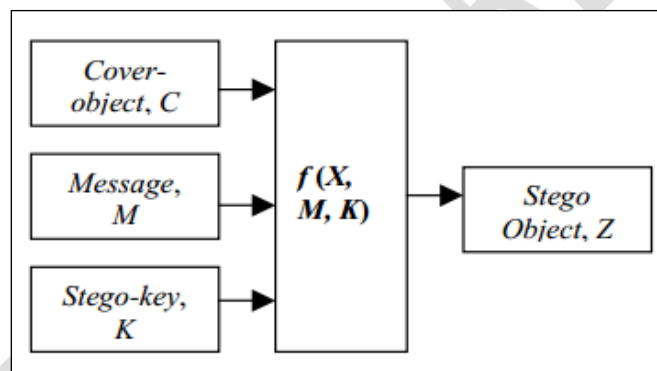 Cover-
object, C
Message,
M
Stego-key,
K
f (X,
M, K)
Stego
Object, Z